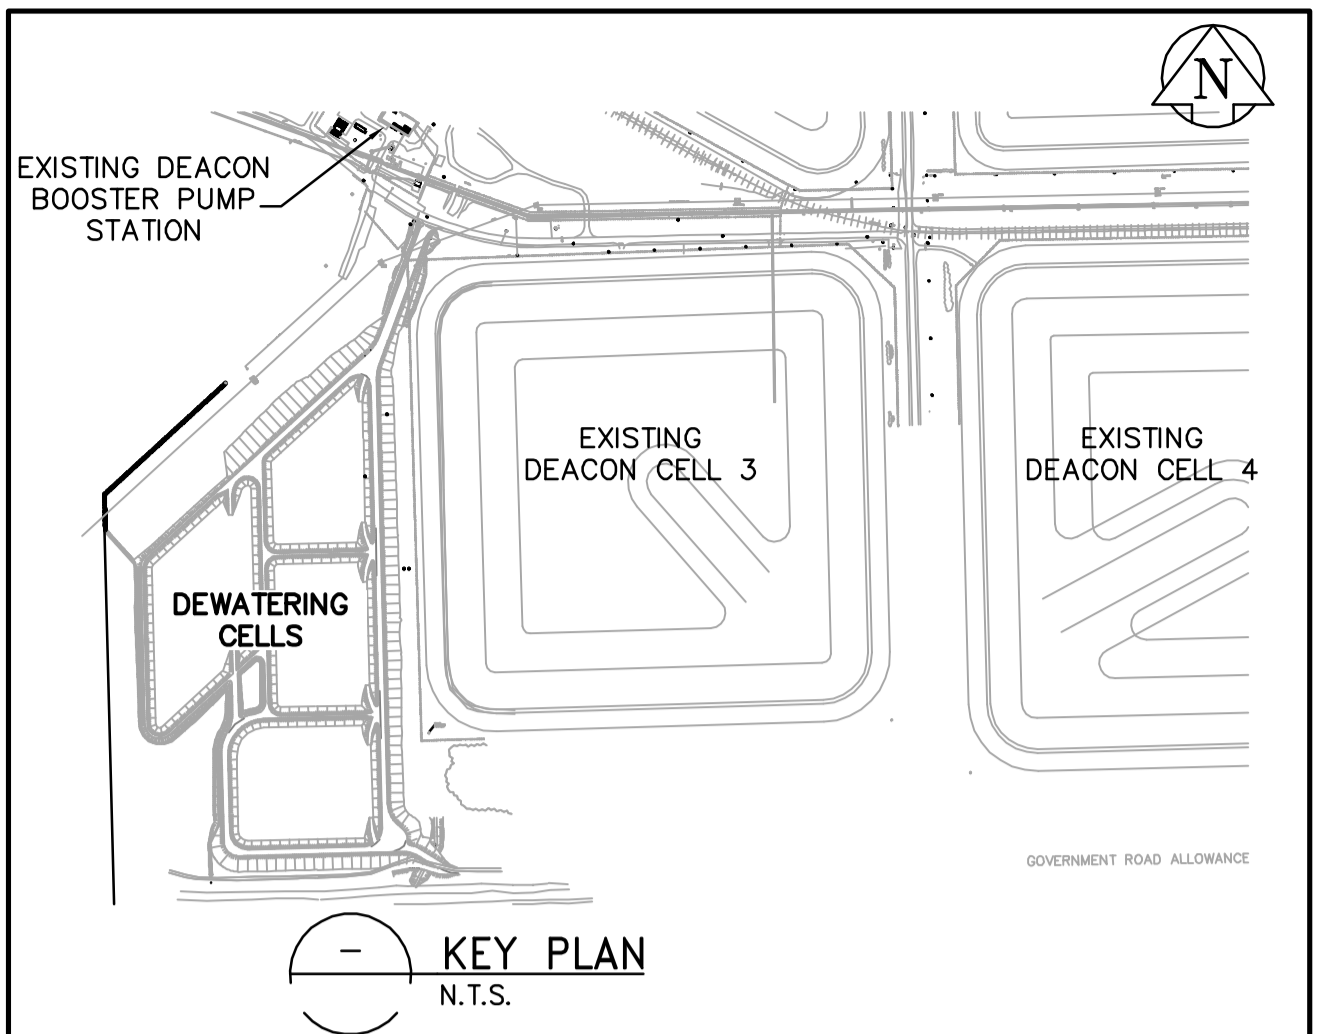 N
EXISTING DEACON
BOOSTER PUMP
STATION
EXISTING
DEACON CELL 3
EXISTING
DEACON CELL 4
DEWATERING
CELLS
GOVERNMENT ROAD ALLOWANCE
–
KEY PLAN
N.T.S.